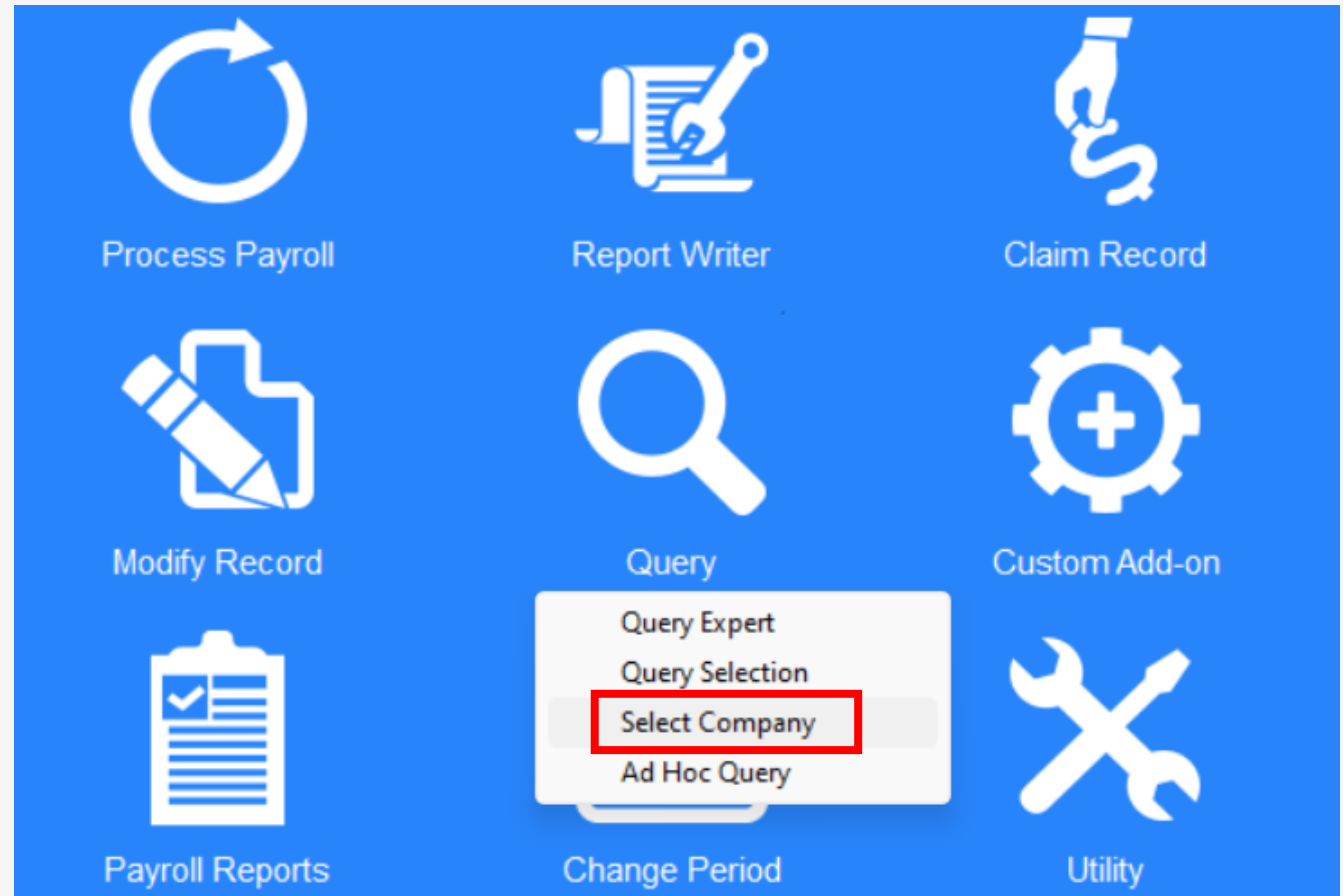 Process Payroll
Report Writer
Claim Record
Modify Record
Query
Custom Add-on
Query Expert
Query Selection
Select Company
Ad Hoc Query
Payroll Reports
Change Period
Utility